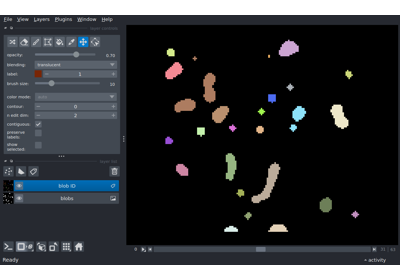 File View Layers Plugins Window Help
opacity: 0.70
blending: translucent
label: 1
brush size: 10
color mode:
contour: 0
n edit dim: 2
contiguous:
preserve labels:
show selected:
blob ID
blobs
Ready
activity